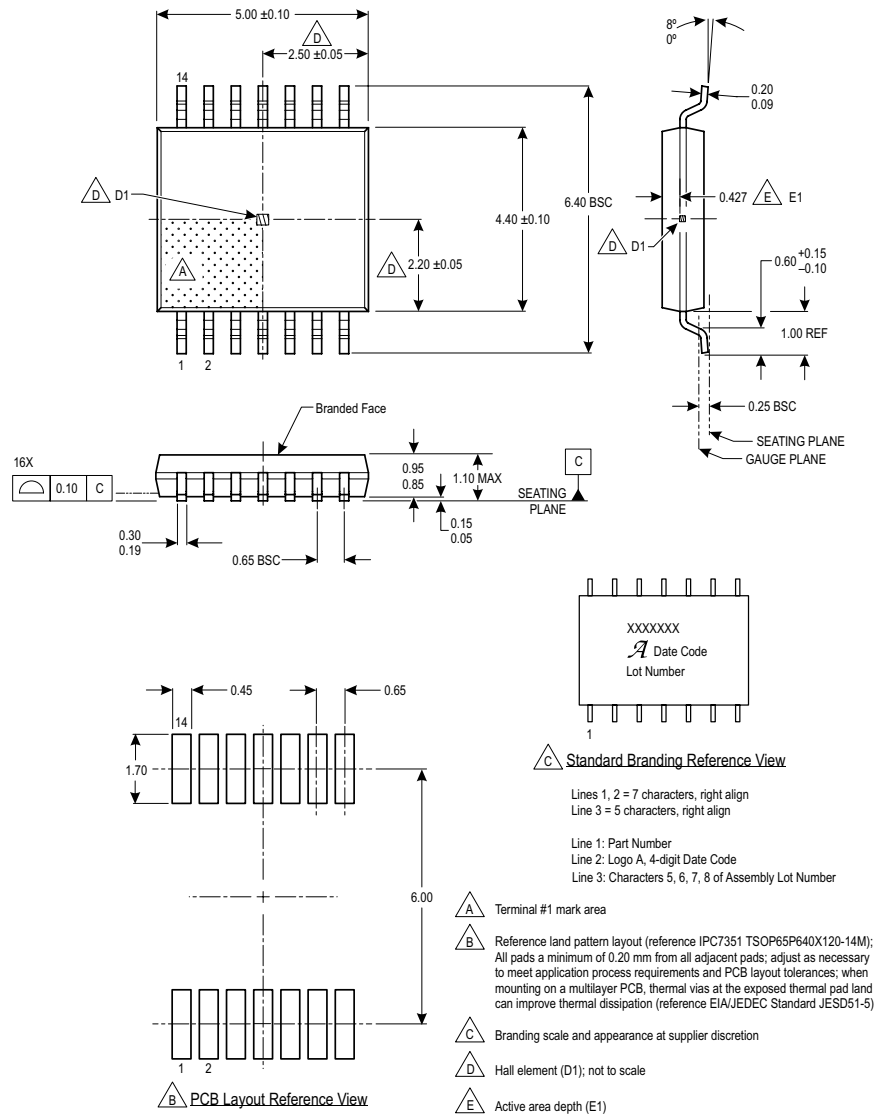 5.00 ±0.10
D
2.50 ±0.05
14
D D1
A
D 2.20 ±0.05
4.40 ±0.10
6.40 BSC
1 2
8º
0º
0.20
0.09
0.427 E E1
D D1
0.60 +0.15
–0.10
1.00 REF
0.25 BSC
SEATING PLANE
GAUGE PLANE
Branded Face
16X
0.10 C
0.30
0.19
0.65 BSC
0.95
0.85
1.10 MAX
0.15
0.05
C
SEATING
PLANE
XXXXXXX
A Date Code
Lot Number
1
C Standard Branding Reference View
Lines 1, 2 = 7 characters, right align
Line 3 = 5 characters, right align
Line 1: Part Number
Line 2: Logo A, 4-digit Date Code
Line 3: Characters 5, 6, 7, 8 of Assembly Lot Number
0.45
0.65
14
1.70
6.00
1 2
B PCB Layout Reference View
A Terminal #1 mark area
B Reference land pattern layout (reference IPC7351 TSOP65P640X120-14M);
All pads a minimum of 0.20 mm from all adjacent pads; adjust as necessary
to meet application process requirements and PCB layout tolerances; when
mounting on a multilayer PCB, thermal vias at the exposed thermal pad land
can improve thermal dissipation (reference EIA/JEDEC Standard JESD51-5)
C Branding scale and appearance at supplier discretion
D Hall element (D1); not to scale
E Active area depth (E1)